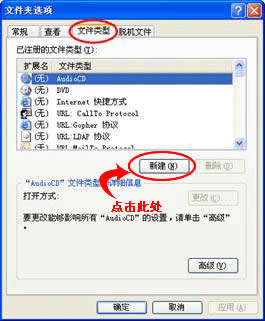 文件夹选项
常规 查看 文件类型 脱机文件
已注册的文件类型(T):
扩展名 文件类型
(无) AudioCD
(无) DVD
(无) Internet 快捷方式
(无) URL: CallTo Protocol
(无) URL:Gopher 协议
(无) URL:LDAP 协议
(无) URL:MailTo Protocol
新建(N) 删除(D)
点击此处
“AudioCD”文件类型的详细信息
打开方式: 更改(C)...
要更改能够影响所有“AudioCD”的设置,请单击“高级”
。
高级(V)
确定 取消 应用(A)